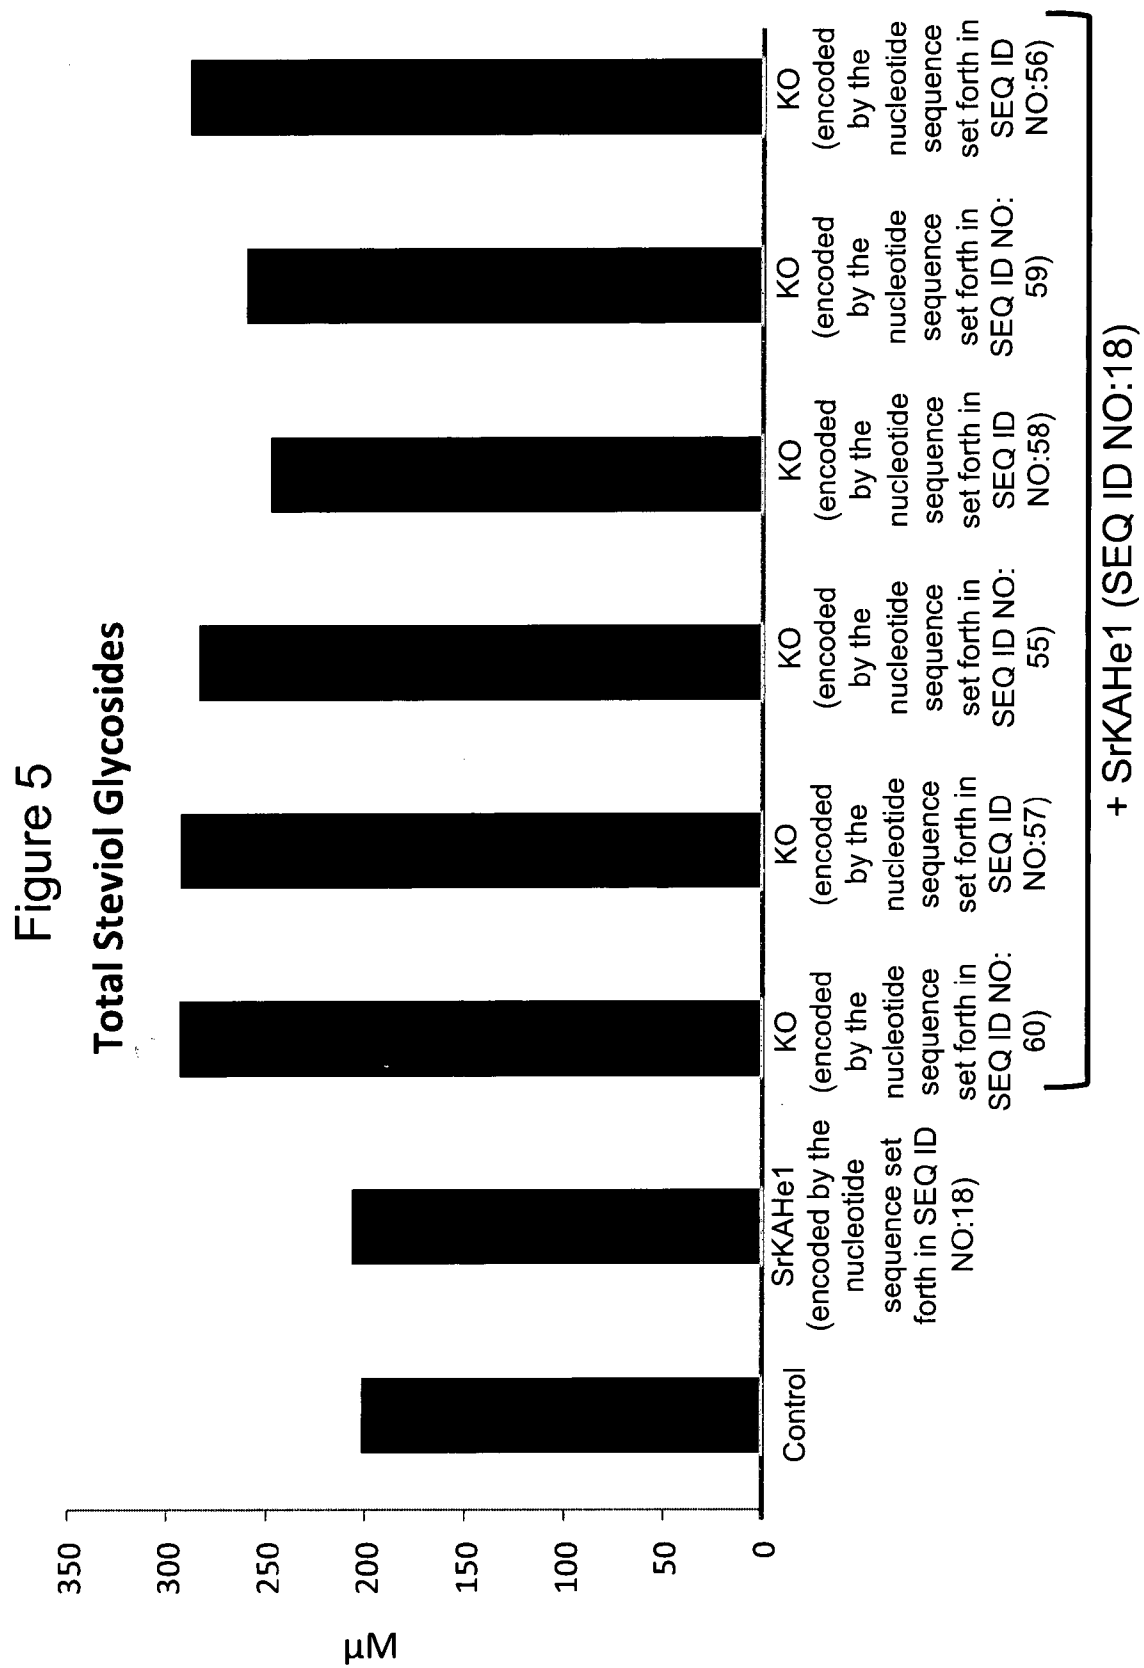 Figure 5
Total Steviol Glycosides
µM
350
300
250
200
150
100
50
0
Control
SrKAHe1
(encoded by the
nucleotide
sequence set
forth in SEQ ID
NO:18)
KO
(encoded
by the
nucleotide
sequence
set forth in
SEQ ID NO:
60)
KO
(encoded
by the
nucleotide
sequence
set forth in
SEQ ID
NO:57)
KO
(encoded
by the
nucleotide
sequence
set forth in
SEQ ID NO:
55)
KO
(encoded
by the
nucleotide
sequence
set forth in
SEQ ID
NO:58)
KO
(encoded
by the
nucleotide
sequence
set forth in
SEQ ID NO:
59)
KO
(encoded
by the
nucleotide
sequence
set forth in
SEQ ID
NO:56)
+ SrKAHe1 (SEQ ID NO:18)